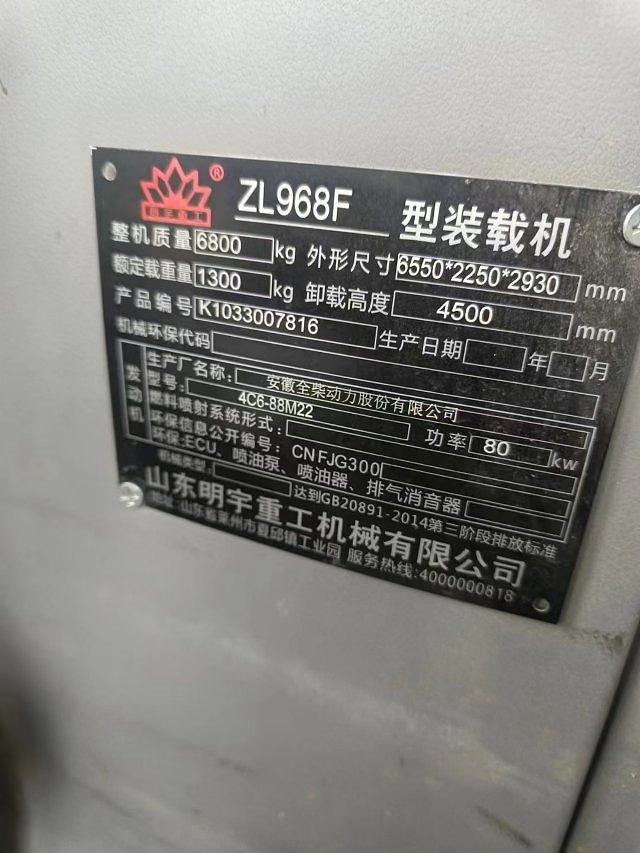 明宇重工®
ZL968F 型装载机
整机质量 6800 kg 外形尺寸 6550*2250*2930 mm
额定载重量 1300 kg 卸载高度 4500 mm
产品编号 K1033007816 生产日期 年 月
机械环保代码
发动机
生产厂名称: 安徽全柴动力股份有限公司
型号: 4C6-88M22
燃料喷射系统形式: 功率 80 kw
环保信息公开编号: CNFJG300
环保: ECU、喷油泵、喷油器、排气消音器
机械类型: 达到GB20891-2014第三阶段排放标准
山东明宇重工机械有限公司
地址: 山东省莱州市夏邱镇工业园 服务热线:4000000818